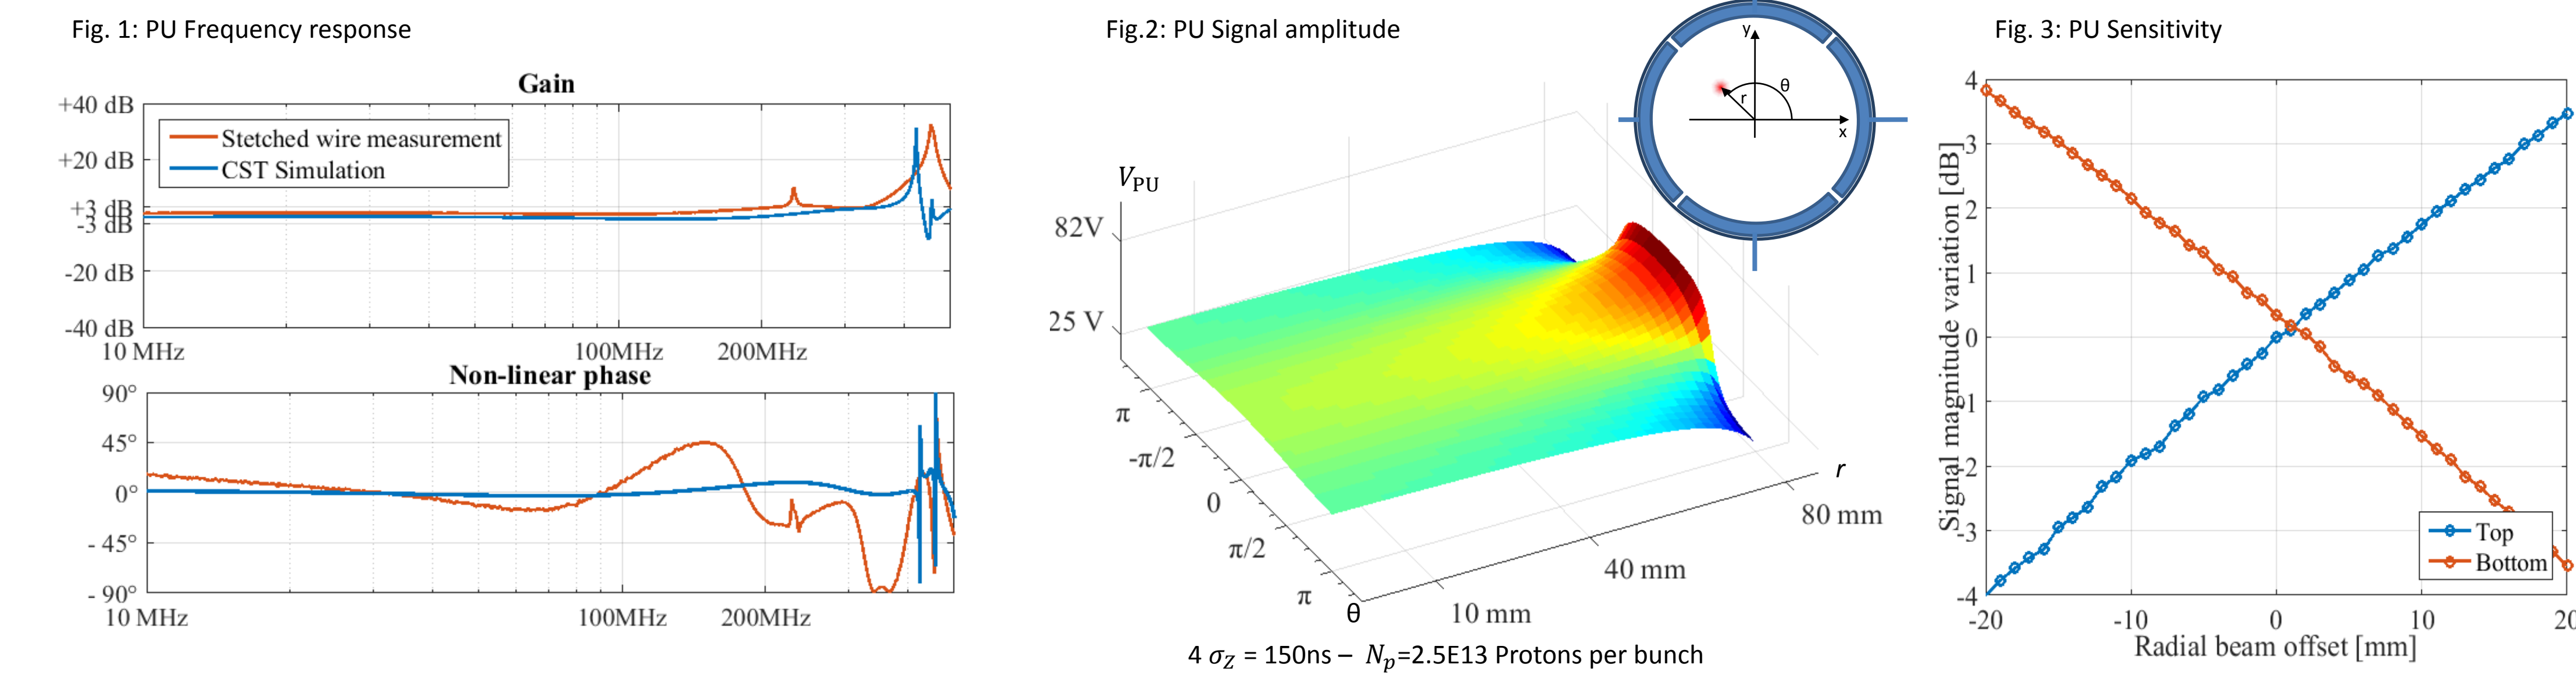 Fig. 1: PU Frequency response
Gain
+40 dB
+20 dB
+3 dB
-3 dB
-20 dB
-40 dB
Stetched wire measurement
CST Simulation
10 MHz
100MHz
200MHz
Non-linear phase
90°
45°
0°
- 45°
- 90°
10 MHz
100MHz
200MHz
Fig.2: PU Signal amplitude
y
θ
r
x
V_PU
82V
25 V
π
-π/2
0
π/2
π
θ
10 mm
40 mm
80 mm
r
4 σ_Z = 150ns – N_p=2.5E13 Protons per bunch
Fig. 3: PU Sensitivity
Signal magnitude variation [dB]
4
3
2
1
0
-1
-2
-3
-4
Top
Bottom
-20
-10
0
10
20
Radial beam offset [mm]